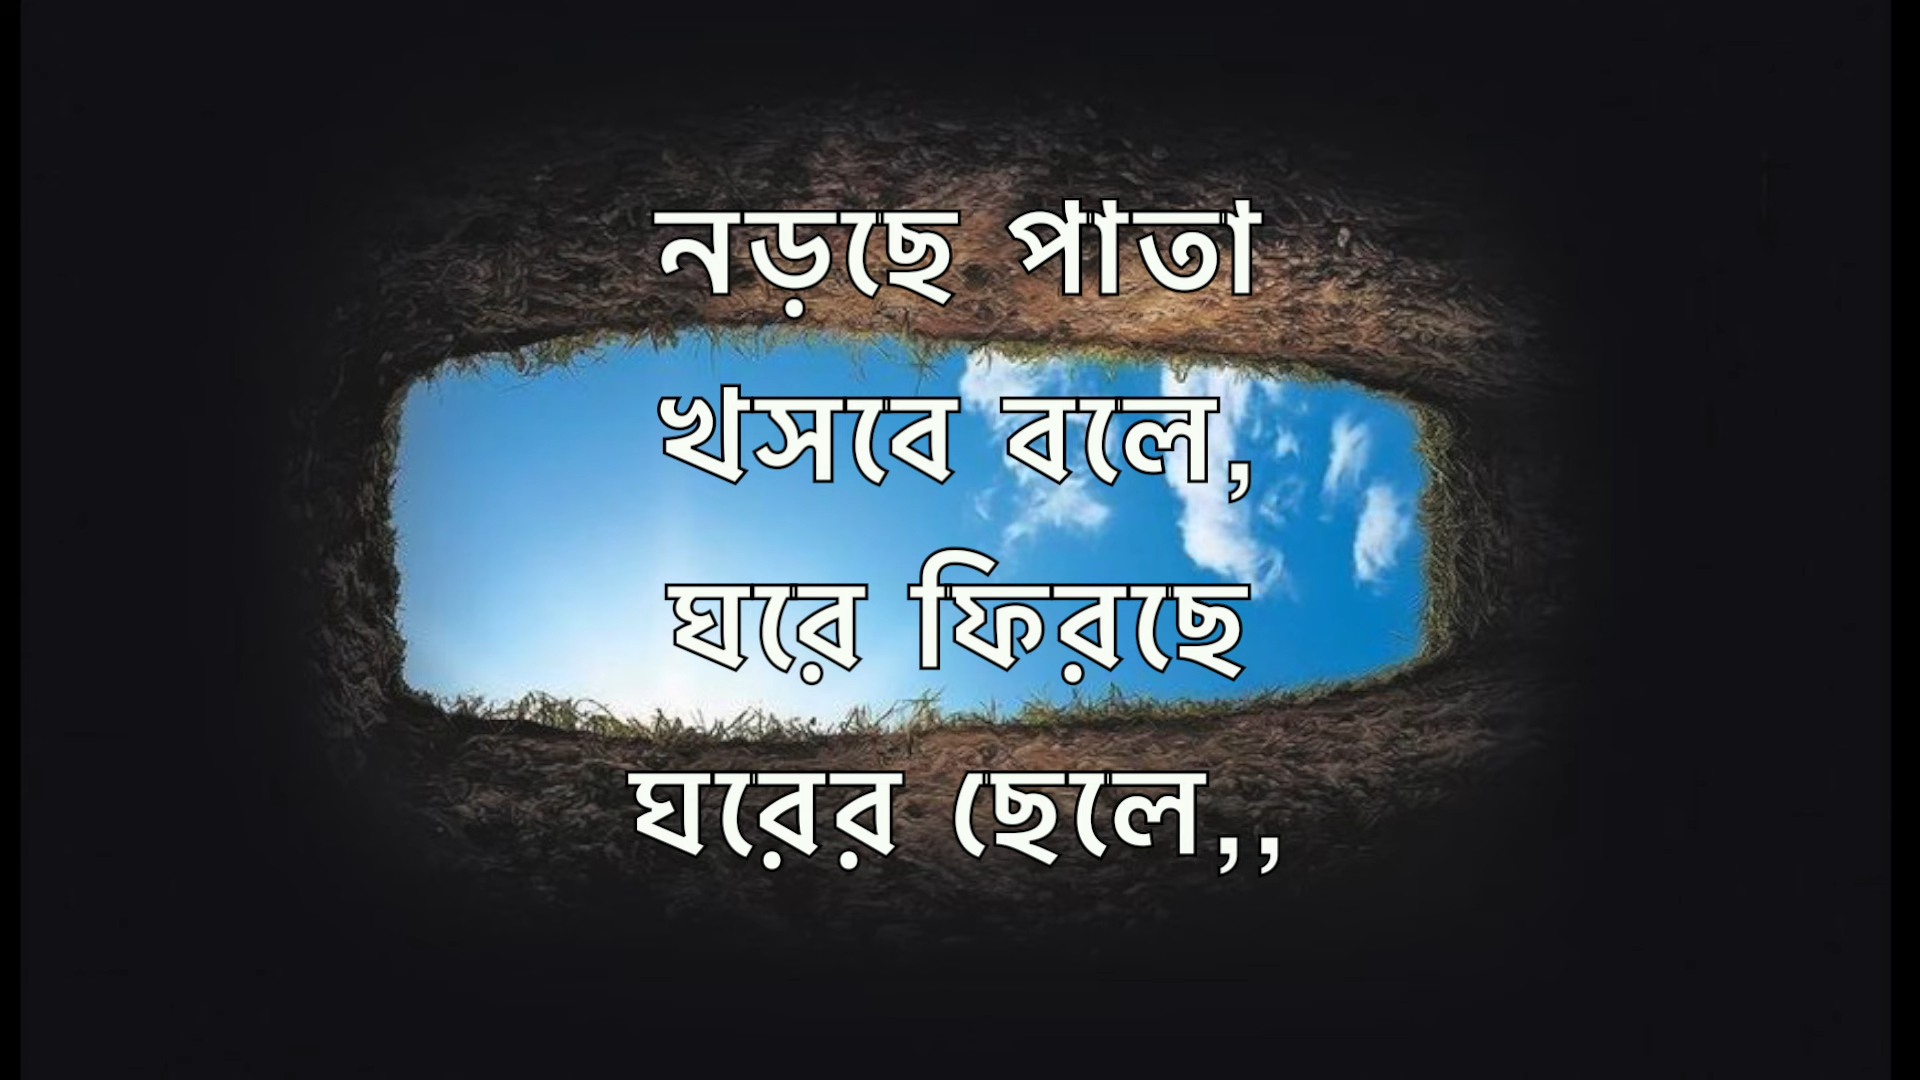 নড়ছে পাতা
খসবে বলে,
ঘরে ফিরছে
ঘরের ছেলে,,